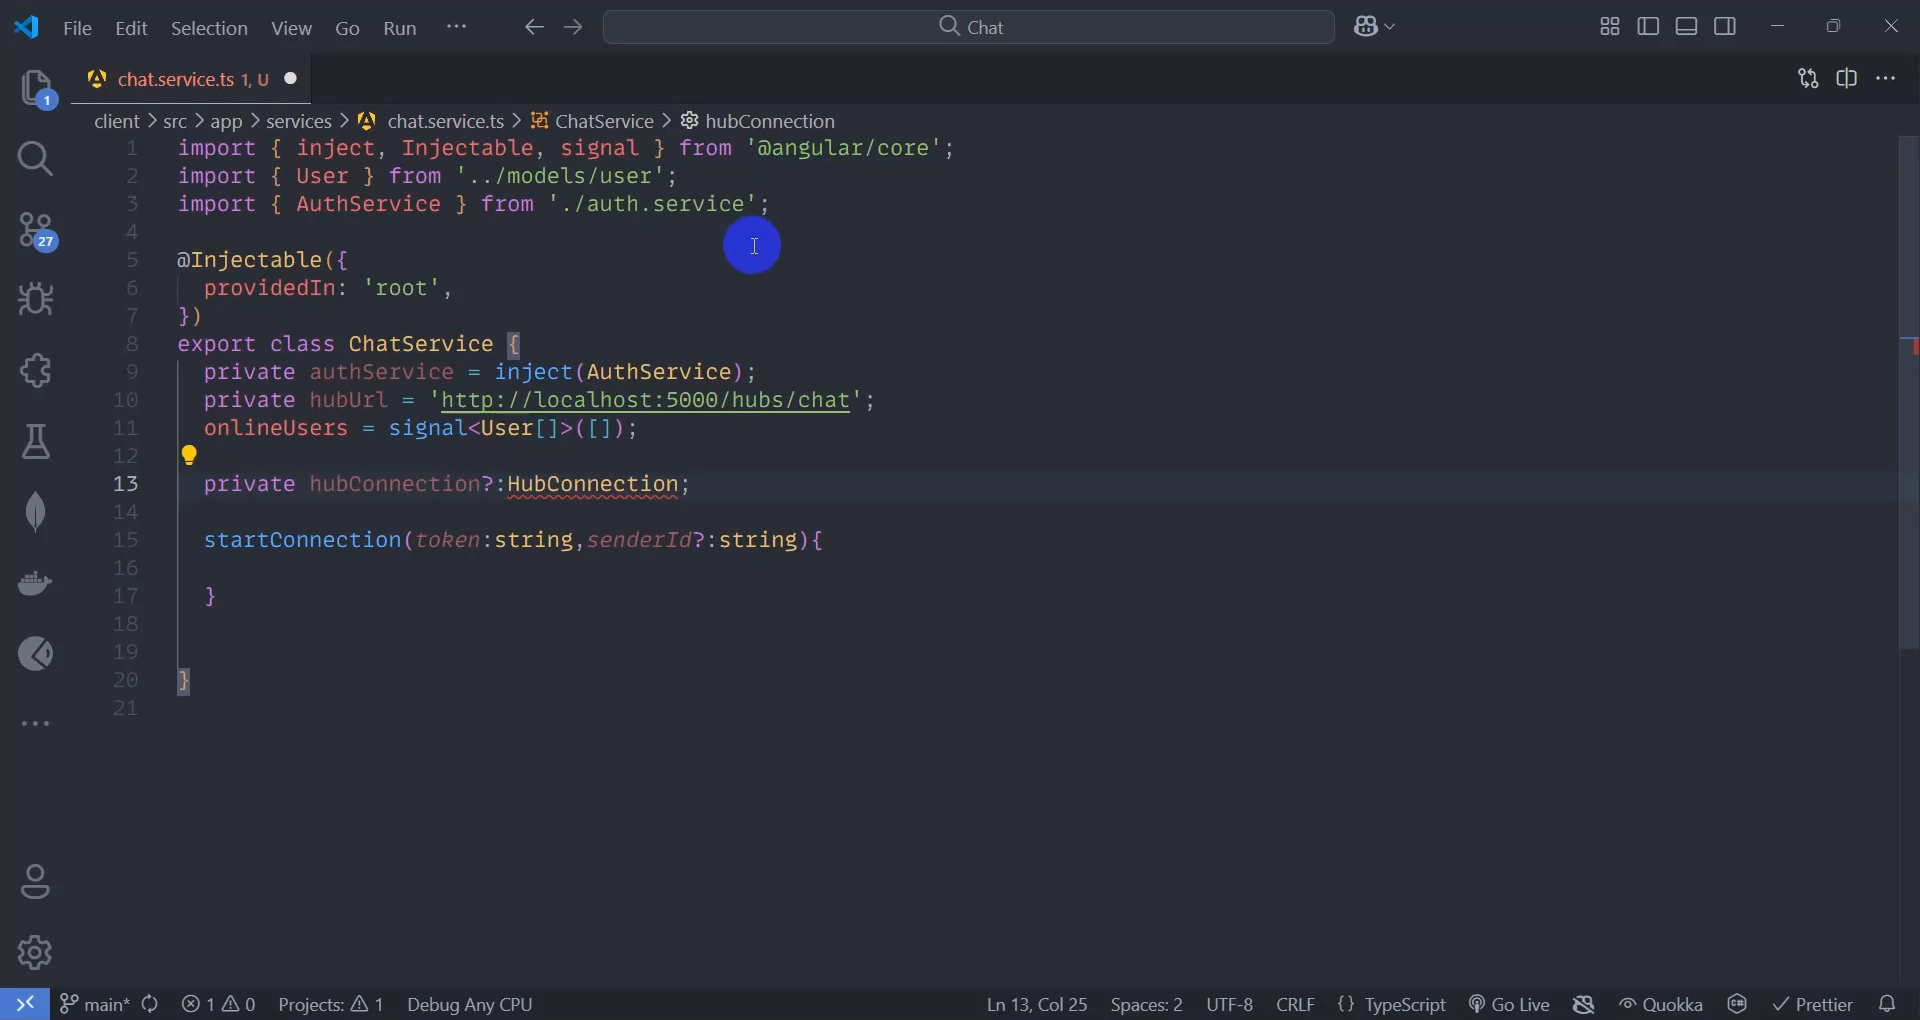 File Edit Selection View Go Run ··· Chat
chat.service.ts 1, U
client > src > app > services > chat.service.ts > ChatService > hubConnection
1 import { inject, Injectable, signal } from '@angular/core';
2 import { User } from '../models/user';
3 import { AuthService } from './auth.service';
4
5 @Injectable({
6 providedIn: 'root',
7 })
8 export class ChatService {
9 private authService = inject(AuthService);
10 private hubUrl = 'http://localhost:5000/hubs/chat';
11 onlineUsers = signal<User[]>([]);
12
13 private hubConnection?:HubConnection;
14
15 startConnection(token:string,senderId?:string){
16
17 }
18
19
20 }
21
1
27
main* 1 0 Projects: 1 Debug Any CPU Ln 13, Col 25 Spaces: 2 UTF-8 CRLF {} TypeScript Go Live Quokka Prettier